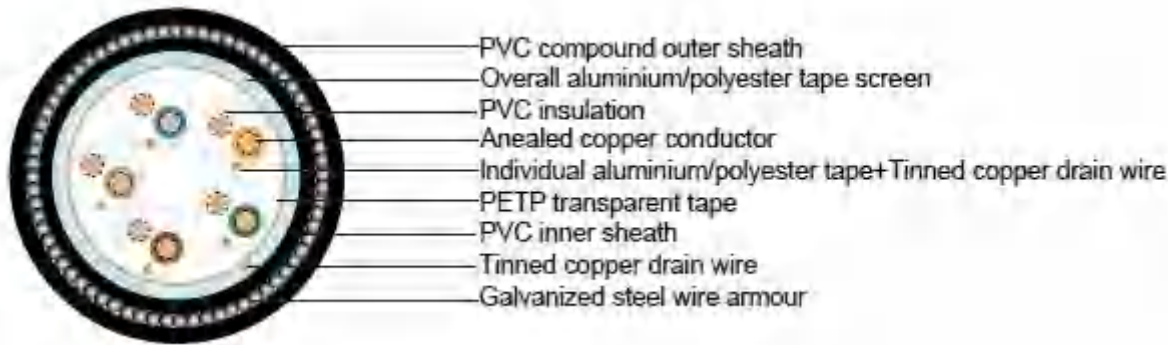 PVC compound outer sheath
Overall aluminium/polyester tape screen
PVC insulation
Anealed copper conductor
Individual aluminium/polyester tape+Tinned copper drain wire
PETP transparent tape
PVC inner sheath
Tinned copper drain wire
Galvanized steel wire armour